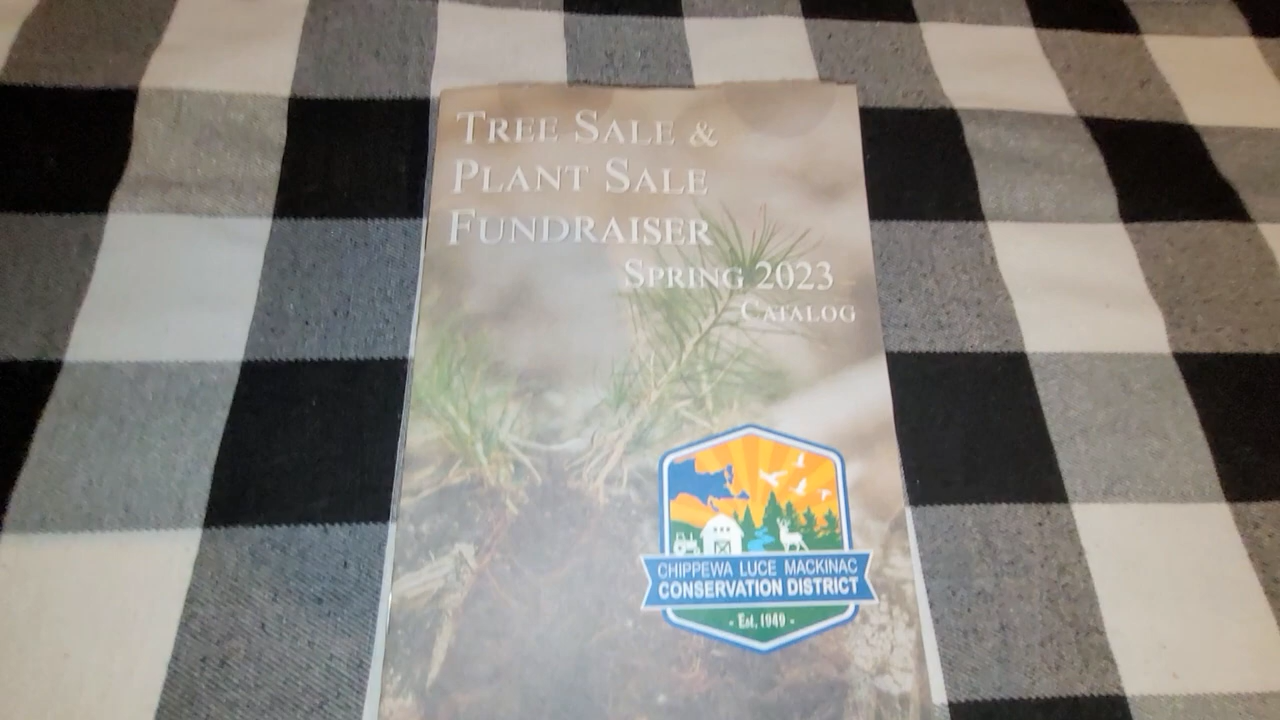 Tree Sale &
Plant Sale
Fundraiser
Spring 2023
Catalog
CHIPPEWA LUCE MACKINAC
CONSERVATION DISTRICT
- Est. 1949 -